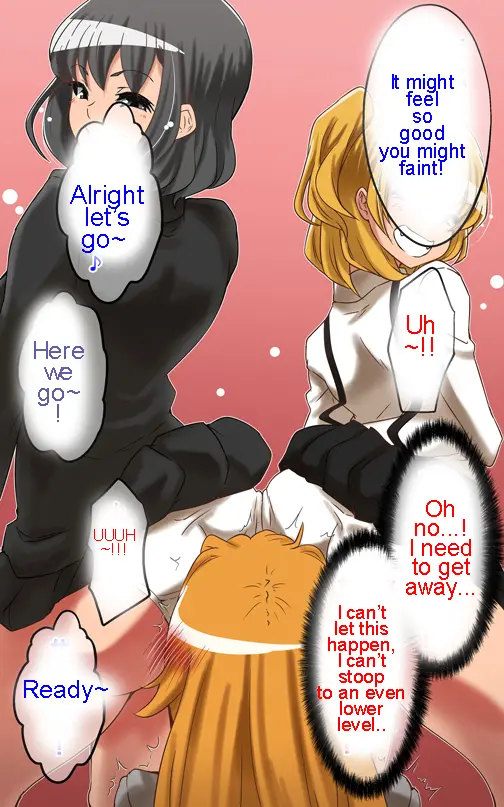 It might
feel
so
good
you might
faint!
Alright
let's
go~
♪
Uh
~!!
Here
we
go~
!
Oh
no...!
I need
to get
away...
UUUH
~!!!
I can't
let this
happen,
I can't
stoop
to an even
lower
level..
Ready~